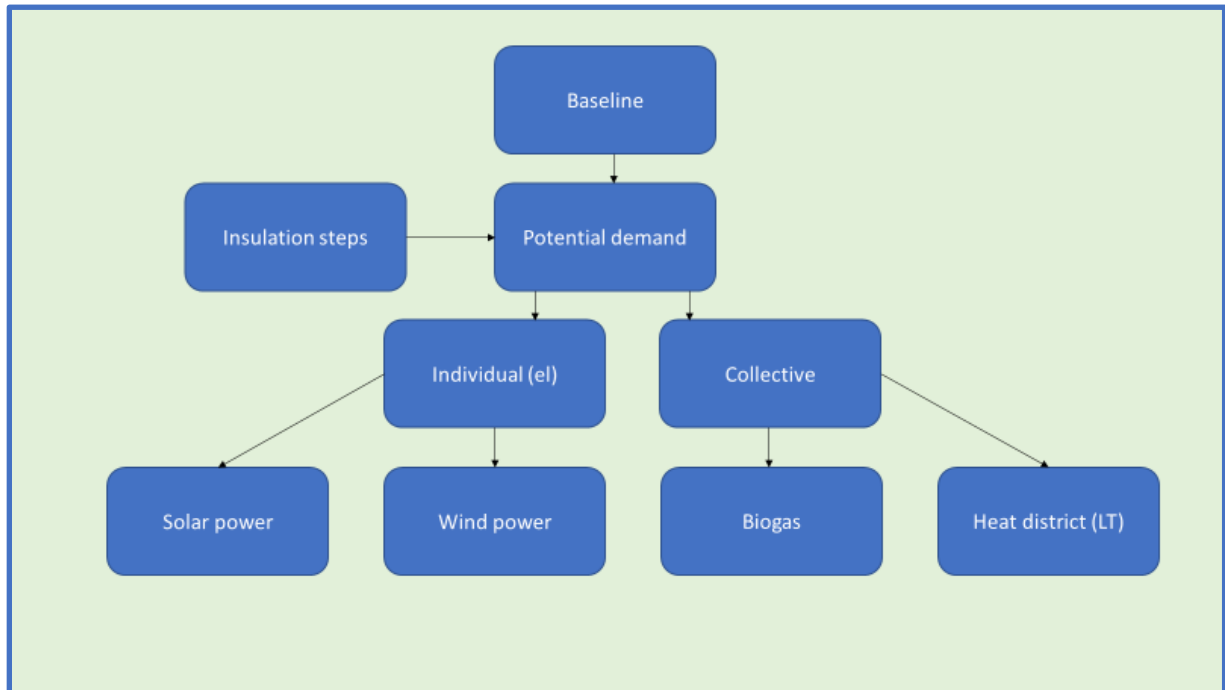 Baseline
Insulation steps
Potential demand
Individual (el)
Collective
Solar power
Wind power
Biogas
Heat district (LT)